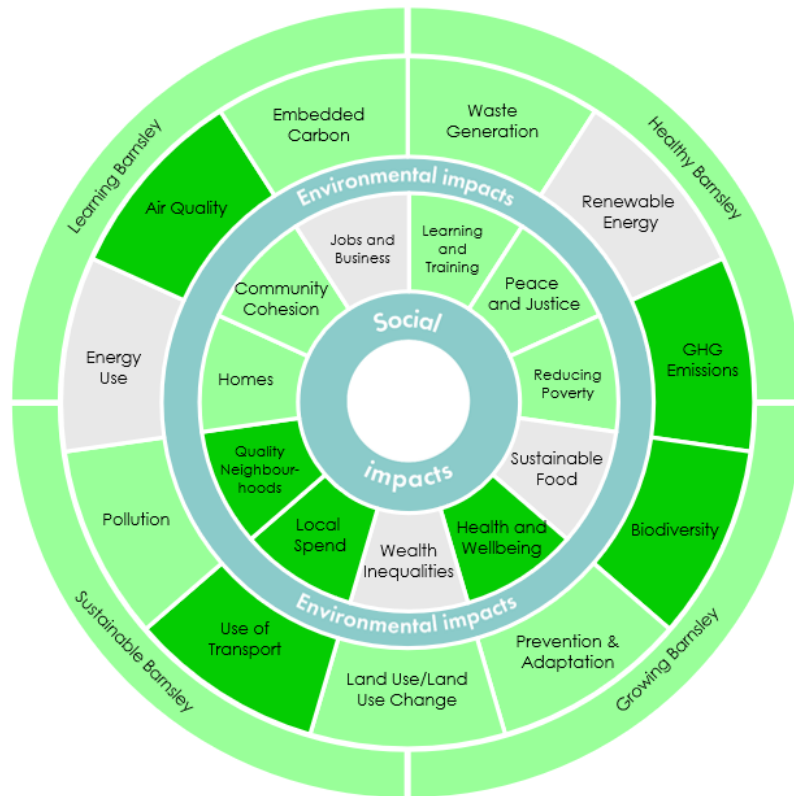 Learning Barnsley
Healthy Barnsley
Sustainable Barnsley
Growing Barnsley
Embedded
Carbon
Waste
Generation
Renewable
Energy
GHG
Emissions
Biodiversity
Prevention &
Adaptation
Land Use/Land
Use Change
Use of
Transport
Pollution
Energy
Use
Air Quality
Environmental impacts
Environmental impacts
Jobs and
Business
Learning
and
Training
Peace
and Justice
Reducing
Poverty
Sustainable
Food
Health and
Wellbeing
Wealth
Inequalities
Local
Spend
Quality
Neighbour-
hoods
Homes
Community
Cohesion
Social
impacts